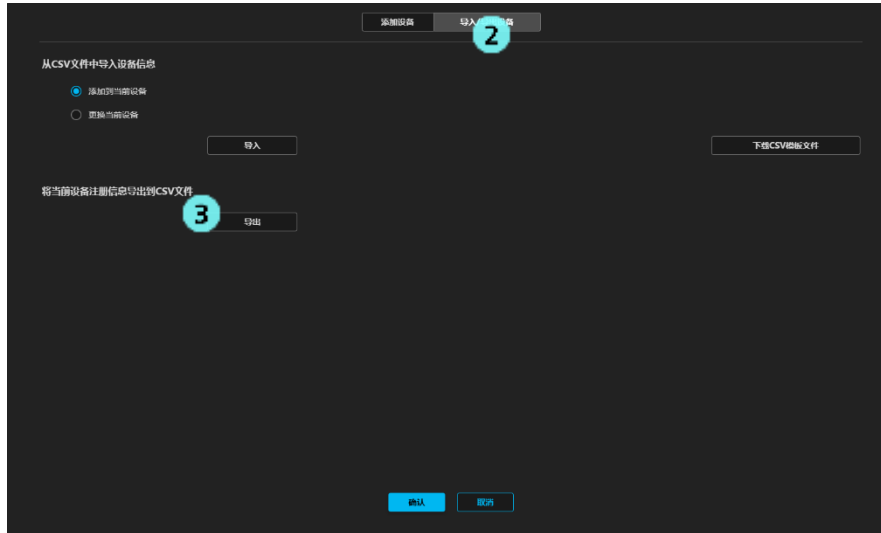 添加设备
导入/
备
2
从CSV文件中导入设备信息
添加到当前设备
更换当前设备
导入
下载CSV模板文件
将当前设备注册信息导出到CSV文件
3
导出
确认
取消